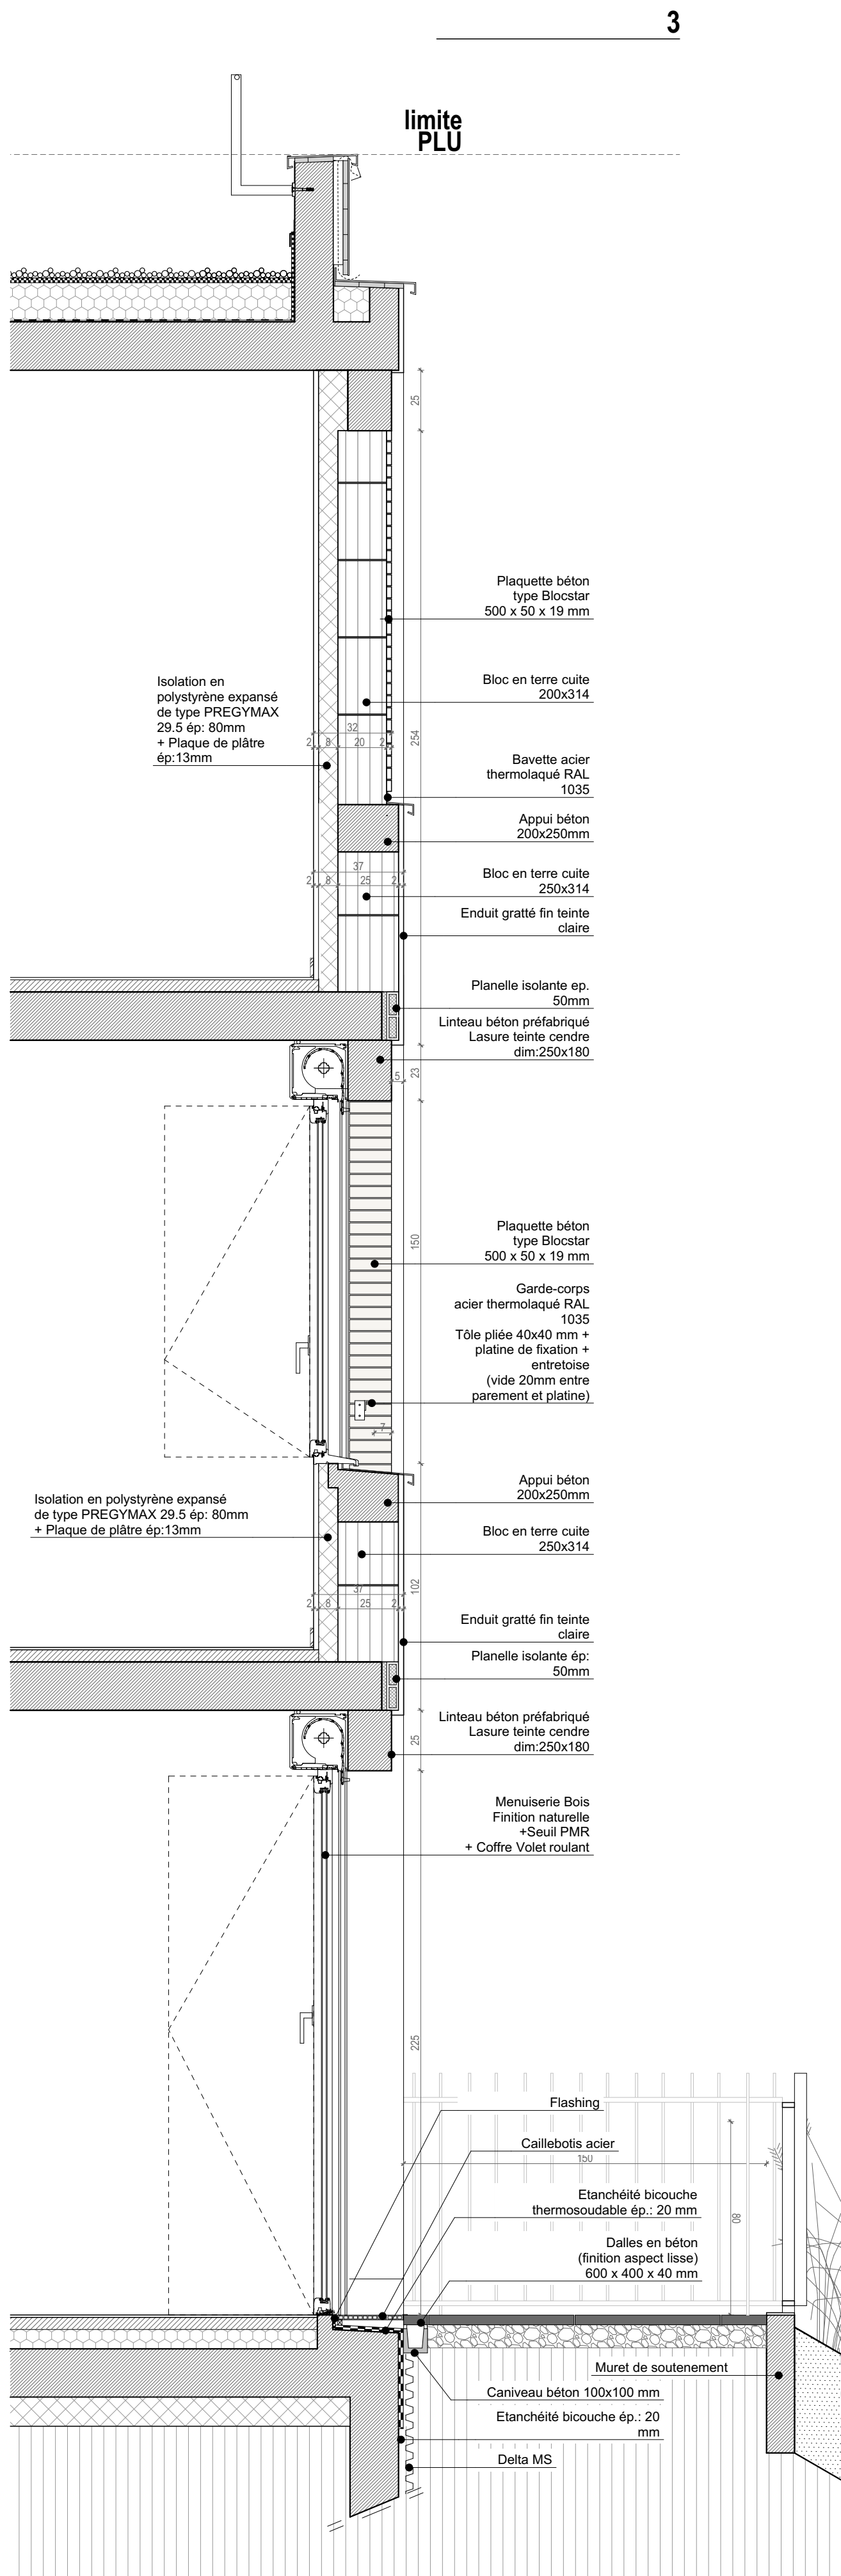 3
limite
PLU
25
Plaquette béton
type Blocstar
500 x 50 x 19 mm
Isolation en
polystyrène expansé
de type PREGYMAX
29.5 ép: 80mm
+ Plaque de plâtre
ép:13mm
Bloc en terre cuite
200x314
32
2 8 20 2
254
Bavette acier
thermolaqué RAL
1035
Appui béton
200x250mm
37
2 8 25 2
Bloc en terre cuite
250x314
Enduit gratté fin teinte
claire
Planelle isolante ep.
50mm
Linteau béton préfabriqué
Lasure teinte cendre
dim:250x180
23
5
150
Plaquette béton
type Blocstar
500 x 50 x 19 mm
Garde-corps
acier thermolaqué RAL
1035
Tôle pliée 40x40 mm +
platine de fixation +
entretoise
(vide 20mm entre
parement et platine)
7
Appui béton
200x250mm
Isolation en polystyrène expansé
de type PREGYMAX 29.5 ép: 80mm
+ Plaque de plâtre ép:13mm
Bloc en terre cuite
250x314
37
2 8 25 2
102
Enduit gratté fin teinte
claire
Planelle isolante ép:
50mm
Linteau béton préfabriqué
Lasure teinte cendre
dim:250x180
25
Menuiserie Bois
Finition naturelle
+Seuil PMR
+ Coffre Volet roulant
225
Flashing
Caillebotis acier
150
Etanchéité bicouche
thermosoudable ép.: 20 mm
80
Dalles en béton
(finition aspect lisse)
600 x 400 x 40 mm
Muret de soutenement
Caniveau béton 100x100 mm
Etanchéité bicouche ép.: 20
mm
Delta MS